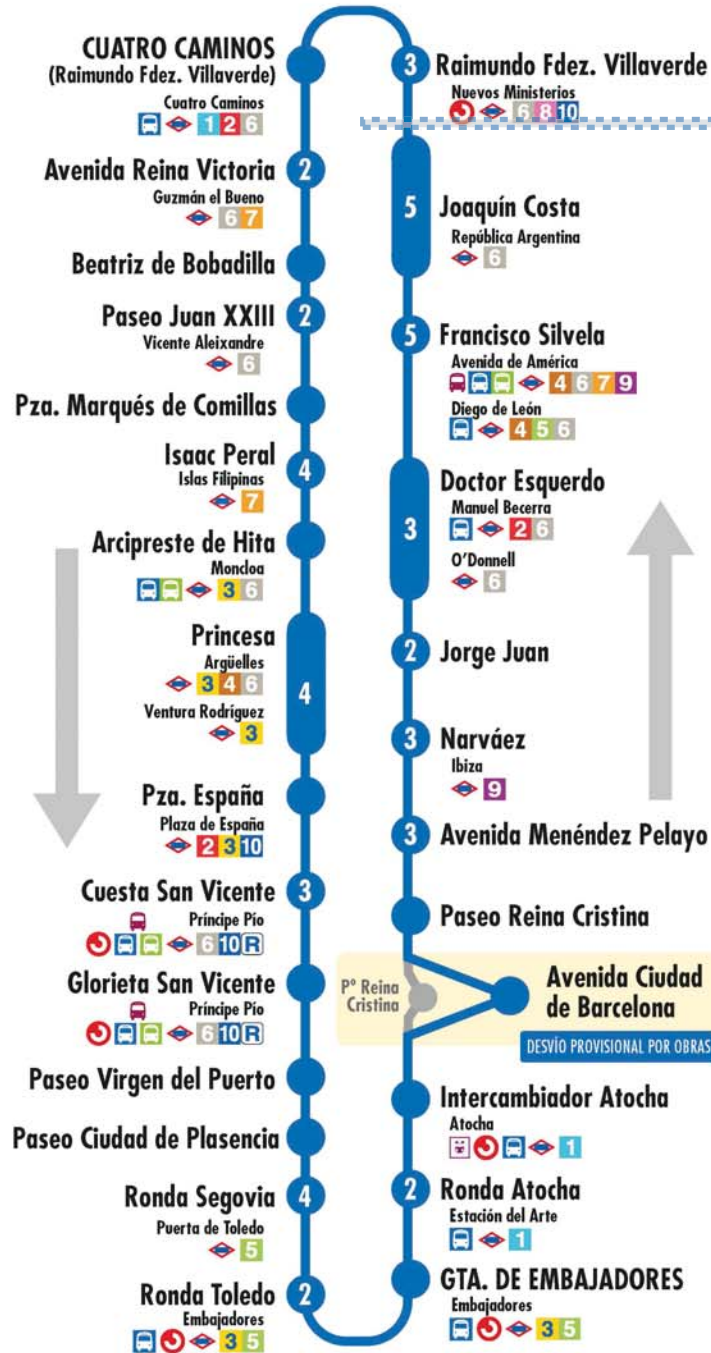 CUATRO CAMINOS
(Raimundo Fdez. Villaverde)
Cuatro Caminos
1 2 6
2
Avenida Reina Victoria
Guzmán el Bueno
6 7
Beatriz de Bobadilla
Paseo Juan XXIII
2
Vicente Aleixandre
6
Pza. Marqués de Comillas
Isaac Peral
4
Islas Filipinas
7
Arcipreste de Hita
Moncloa
3 6
Princesa
4
Argüelles
3 4 6
Ventura Rodríguez
3
Pza. España
Plaza de España
2 3 10
Cuesta San Vicente
3
Príncipe Pío
6 10 R
Glorieta San Vicente
Príncipe Pío
6 10 R
Paseo Virgen del Puerto
Paseo Ciudad de Plasencia
Ronda Segovia
4
Puerta de Toledo
5
Ronda Toledo
2
Embajadores
3 5
3
Raimundo Fdez. Villaverde
Nuevos Ministerios
6 8 10
5
Joaquín Costa
República Argentina
6
5
Francisco Silvela
Avenida de América
4 6 7 9
Diego de León
4 5 6
3
Doctor Esquerdo
Manuel Becerra
2 6
O'Donnell
6
2
Jorge Juan
3
Narváez
Ibiza
9
3
Avenida Menéndez Pelayo
Paseo Reina Cristina
Pº Reina
Cristina
Avenida Ciudad
de Barcelona
DESVÍO PROVISIONAL POR OBRAS
Intercambiador Atocha
Atocha
1
2
Ronda Atocha
Estación del Arte
1
GTA. DE EMBAJADORES
Embajadores
3 5